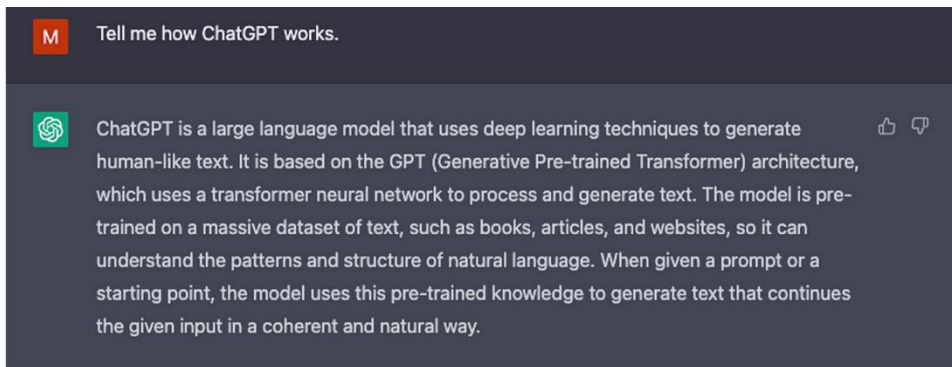 M
Tell me how ChatGPT works.
ChatGPT is a large language model that uses deep learning techniques to generate
human-like text. It is based on the GPT (Generative Pre-trained Transformer) architecture,
which uses a transformer neural network to process and generate text. The model is pre-
trained on a massive dataset of text, such as books, articles, and websites, so it can
understand the patterns and structure of natural language. When given a prompt or a
starting point, the model uses this pre-trained knowledge to generate text that continues
the given input in a coherent and natural way.